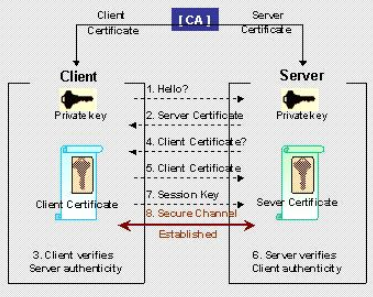 Client
Certificate
[CA]
Server
Certificate
Client
Server
Private key
Private key
1. Hello?
2. Server Certificate
4. Client Certificate?
5. Client Certificate
7. Session Key
8. Secure Channel
Established
Client Certificate
Sever Certificate
3. Client verifies
Server authenticity
6. Server verifies
Client authenticity